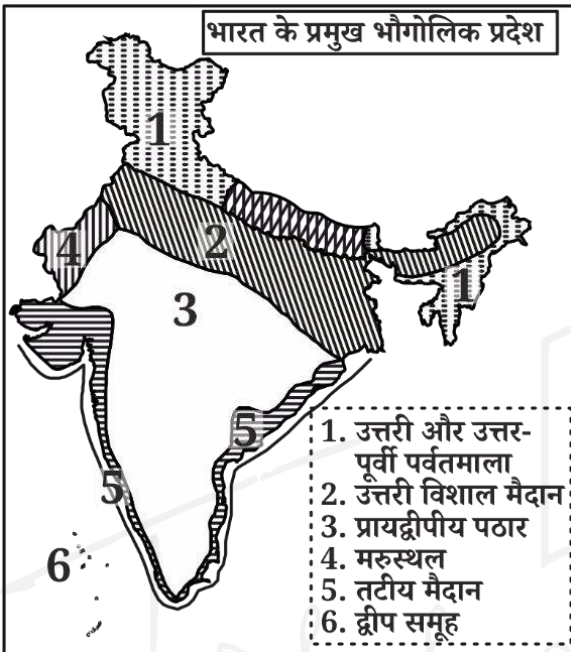 भारत के प्रमुख भौगोलिक प्रदेश
1
2
4
1
3
5
5
6
1. उत्तरी और उत्तर-
पूर्वी पर्वतमाला
2. उत्तरी विशाल मैदान
3. प्रायद्वीपीय पठार
4. मरुस्थल
5. तटीय मैदान
6. द्वीप समूह